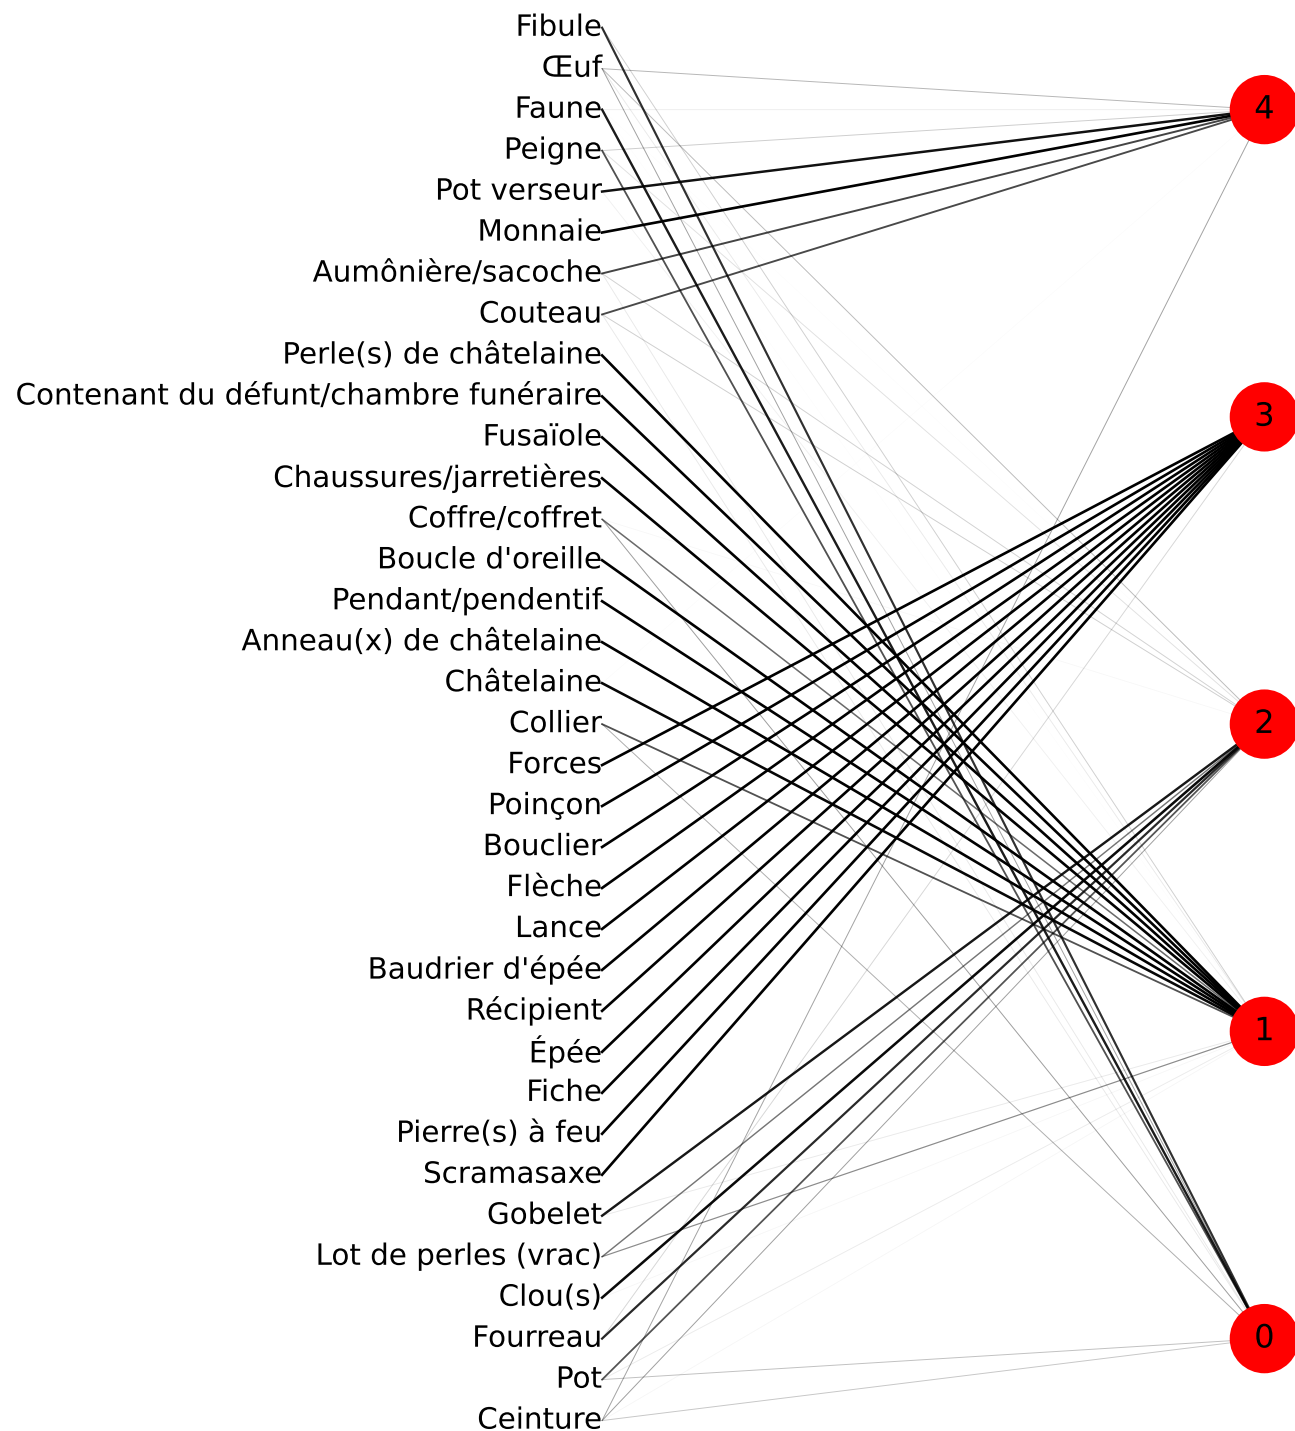 Fibule
Œuf
Faune
Peigne
Pot verseur
Monnaie
Aumônière/sacoche
Couteau
Perle(s) de châtelaine
Contenant du défunt/chambre funéraire
Fusaïole
Chaussures/jarretières
Coffre/coffret
Boucle d'oreille
Pendant/pendentif
Anneau(x) de châtelaine
Châtelaine
Collier
Forces
Poinçon
Bouclier
Flèche
Lance
Baudrier d'épée
Récipient
Épée
Fiche
Pierre(s) à feu
Scramasaxe
Gobelet
Lot de perles (vrac)
Clou(s)
Fourreau
Pot
Ceinture
4
3
2
1
0